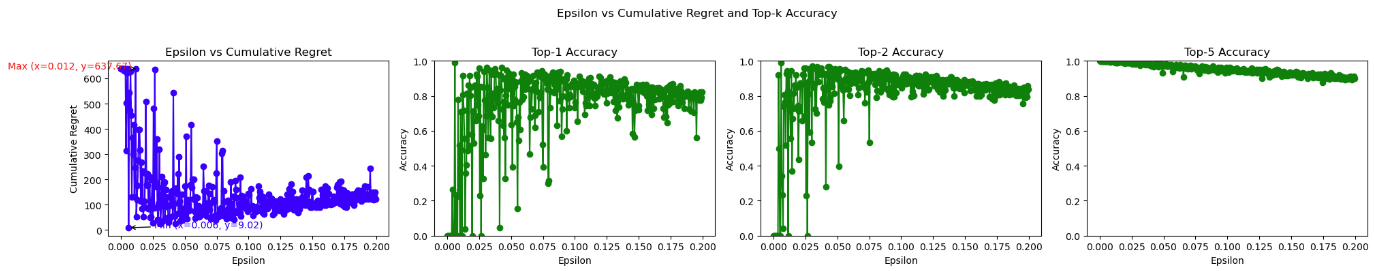 Epsilon vs Cumulative Regret and Top-k Accuracy
Epsilon vs Cumulative Regret
Max (x=0.012, y=637.67)
Min (x=0.006, y=9.02)
Cumulative Regret
600
500
400
300
200
100
0
0.000 0.025 0.050 0.075 0.100 0.125 0.150 0.175 0.200
Epsilon
Top-1 Accuracy
Accuracy
1.0
0.8
0.6
0.4
0.2
0.0
0.000 0.025 0.050 0.075 0.100 0.125 0.150 0.175 0.200
Epsilon
Top-2 Accuracy
Accuracy
1.0
0.8
0.6
0.4
0.2
0.0
0.000 0.025 0.050 0.075 0.100 0.125 0.150 0.175 0.200
Epsilon
Top-5 Accuracy
Accuracy
1.0
0.8
0.6
0.4
0.2
0.0
0.000 0.025 0.050 0.075 0.100 0.125 0.150 0.175 0.200
Epsilon